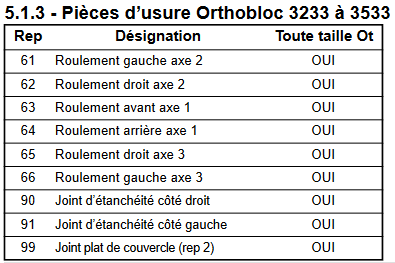 5.1.3 - Pièces d'usure Orthobloc 3233 à 3533
Rep Désignation Toute taille Ot
61 Roulement gauche axe 2 OUI
62 Roulement droit axe 2 OUI
63 Roulement avant axe 1 OUI
64 Roulement arrière axe 1 OUI
65 Roulement droit axe 3 OUI
66 Roulement gauche axe 3 OUI
90 Joint d'étanchéité côté droit OUI
91 Joint d'étanchéité côté gauche OUI
99 Joint plat de couvercle (rep 2) OUI